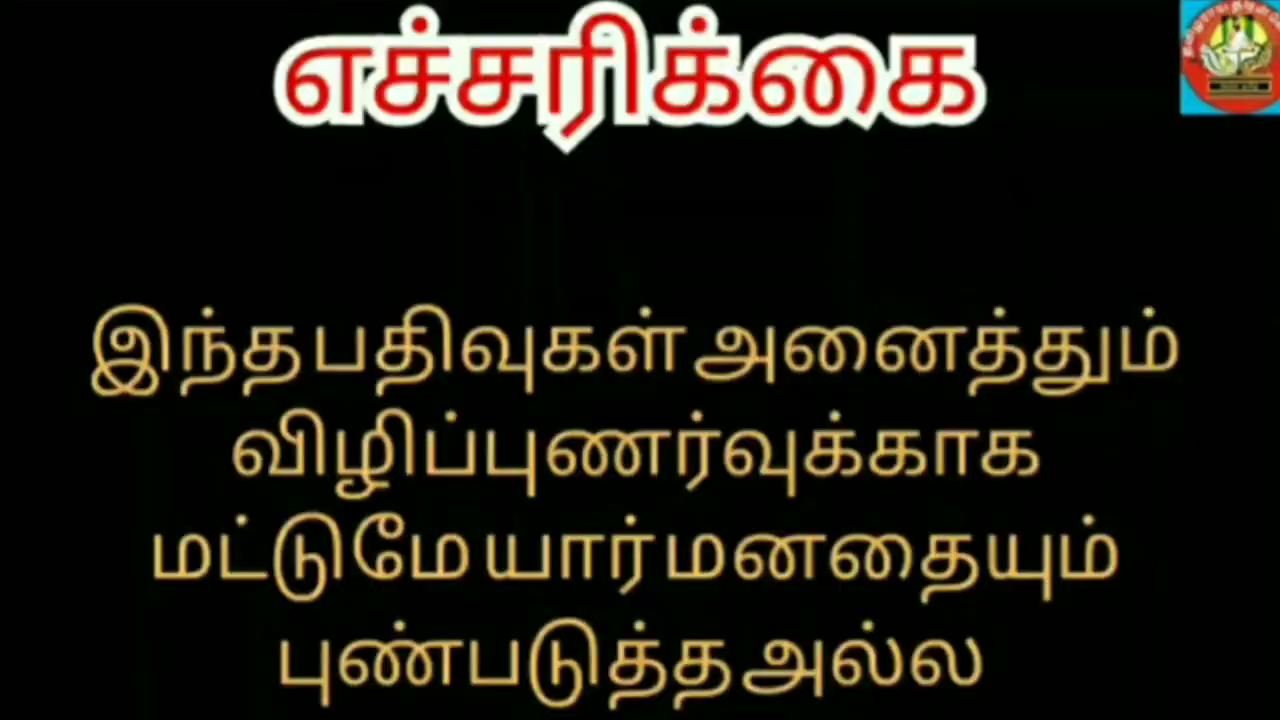 எச்சரிக்கை
இந்த பதிவுகள் அனைத்தும்
விழிப்புணர்வுக்காக
மட்டுமே யார் மனதையும்
புண்படுத்த அல்ல